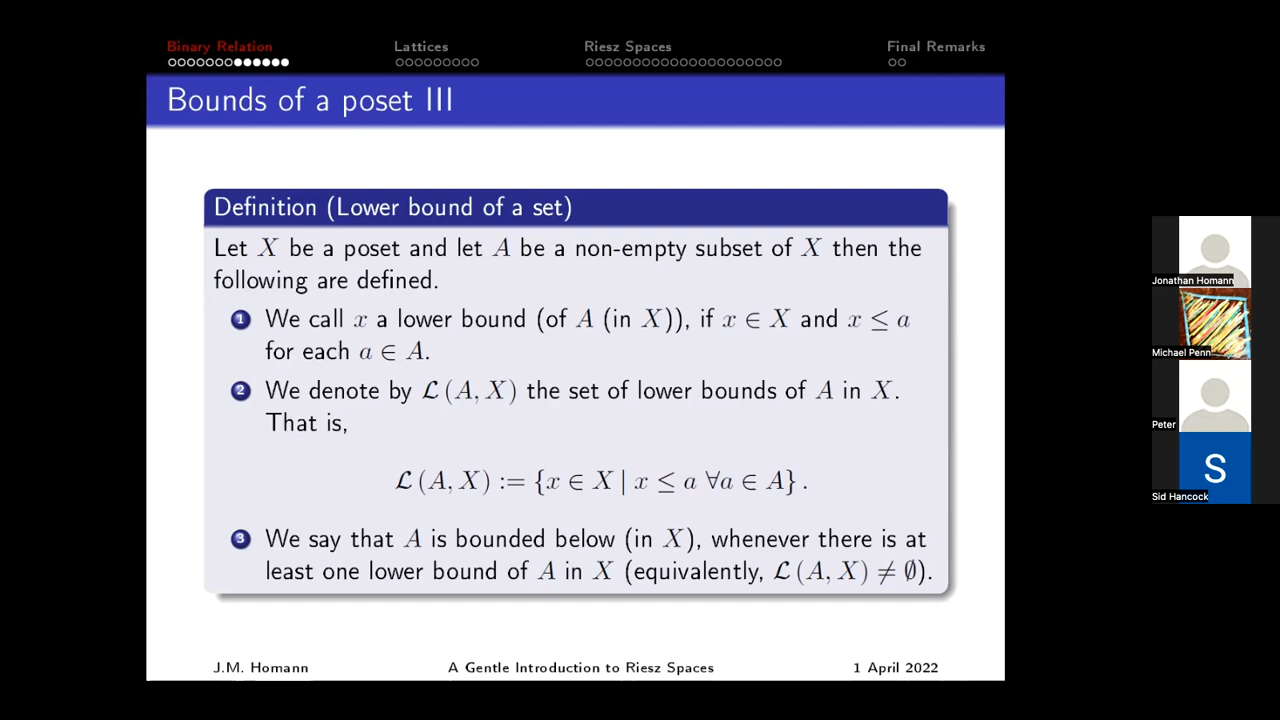 Binary Relation Lattices Riesz Spaces Final Remarks
Bounds of a poset III
Definition (Lower bound of a set)
Let X be a poset and let A be a non-empty subset of X then the
following are defined.
1 We call x a lower bound (of A (in X)), if x ∈ X and x ≤ a
for each a ∈ A.
2 We denote by ℒ (A, X) the set of lower bounds of A in X.
That is,
ℒ (A, X) := {x ∈ X | x ≤ a ∀a ∈ A} .
3 We say that A is bounded below (in X), whenever there is at
least one lower bound of A in X (equivalently, ℒ (A, X) ≠ ∅).
J.M. Homann A Gentle Introduction to Riesz Spaces 1 April 2022
Jonathan Homann
Michael Penn
Peter
S
Sid Hancock